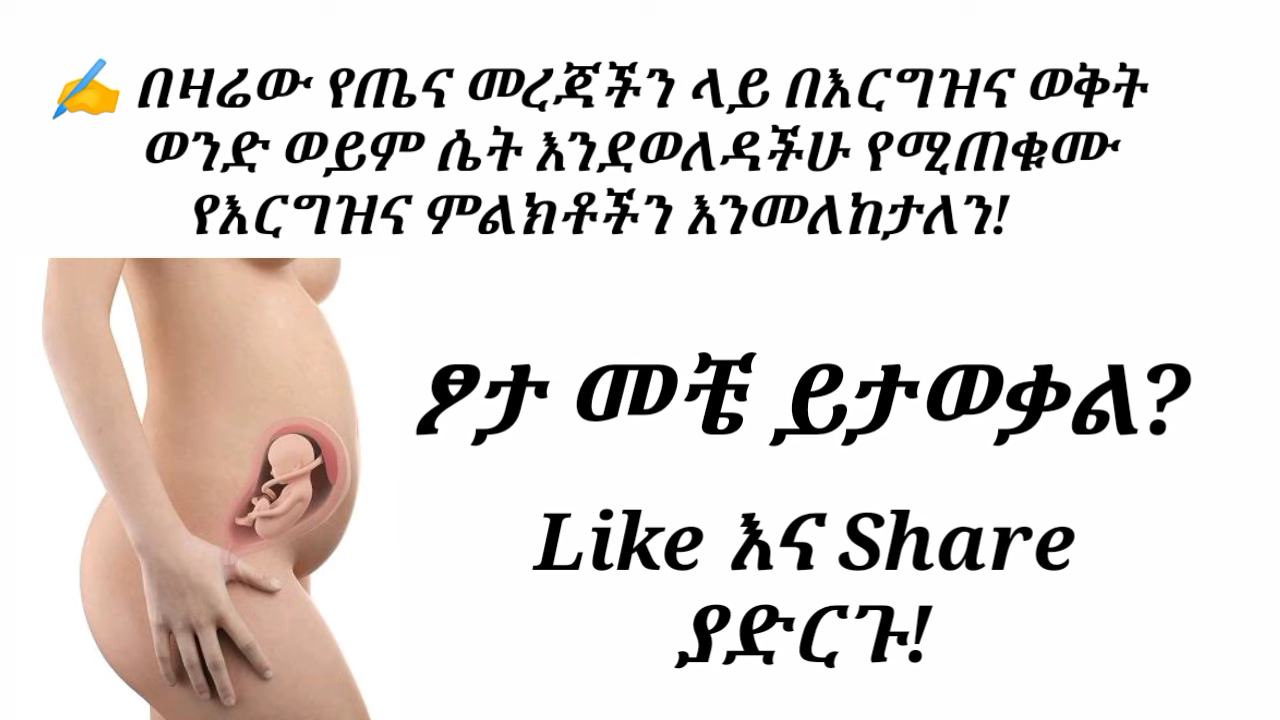 ✍️ በዛሬው የጤና መረጃችን ላይ በእርግዝና ወቅት
ወንድ ወይም ሴት እንደወለዳችሁ የሚጠቁሙ
የእርግዝና ምልክቶችን እንመለከታለን!
ፆታ መቼ ይታወቃል?
Like እና Share
ያድርጉ!